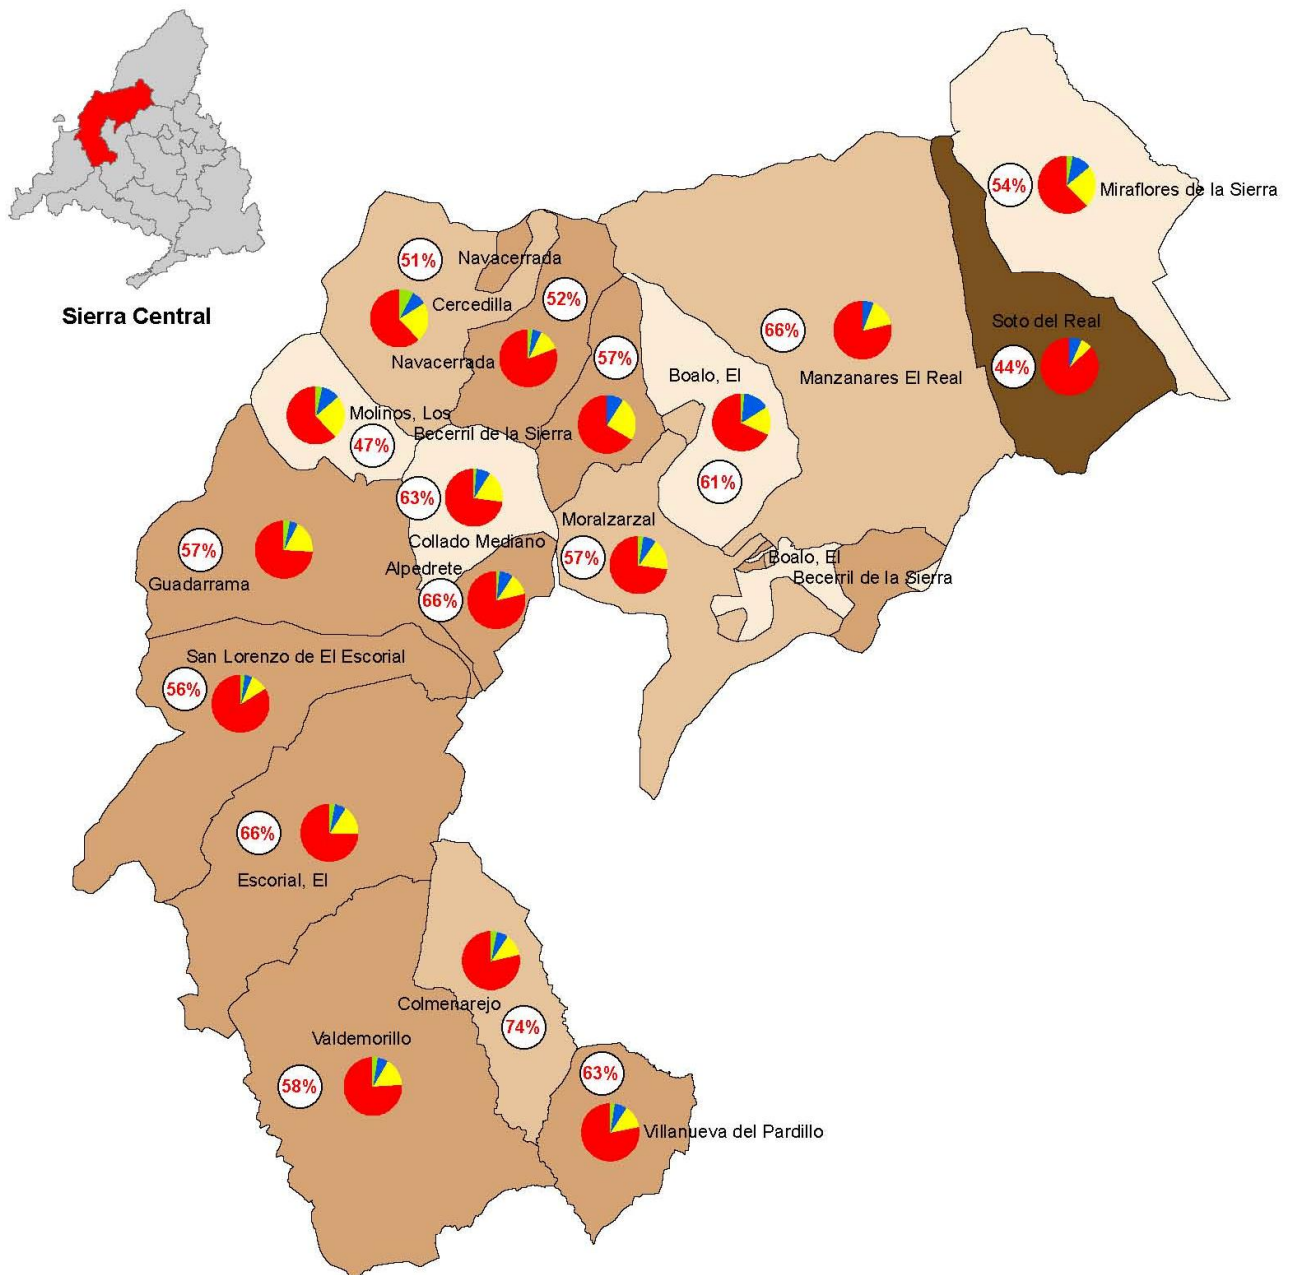 Sierra Central
54%
Miraflores de la Sierra
51%
Navacerrada
Cercedilla
52%
Navacerrada
57%
Soto del Real
44%
66%
Manzanares El Real
Boalo, El
61%
Molinos, Los
47%
Becerril de la Sierra
63%
Collado Mediano
Moralzarzal
57%
57%
Guadarrama
Alpedrete
66%
Boalo, El
Becerril de la Sierra
San Lorenzo de El Escorial
56%
66%
Escorial, El
Colmenarejo
74%
Valdemorillo
58%
63%
Villanueva del Pardillo